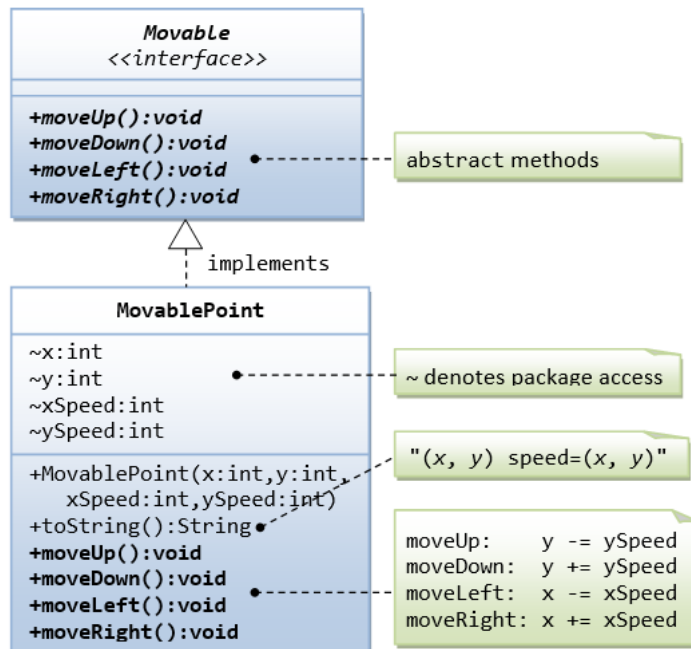 Movable
<<interface>>
+moveUp():void
+moveDown():void
+moveLeft():void
+moveRight():void
abstract methods
implements
MovablePoint
~x:int
~y:int
~xSpeed:int
~ySpeed:int
~ denotes package access
+MovablePoint(x:int,y:int,
xSpeed:int,ySpeed:int)
+toString():String
"(x, y) speed=(x, y)"
+moveUp():void
+moveDown():void
+moveLeft():void
+moveRight():void
moveUp: y -= ySpeed
moveDown: y += ySpeed
moveLeft: x -= xSpeed
moveRight: x += xSpeed